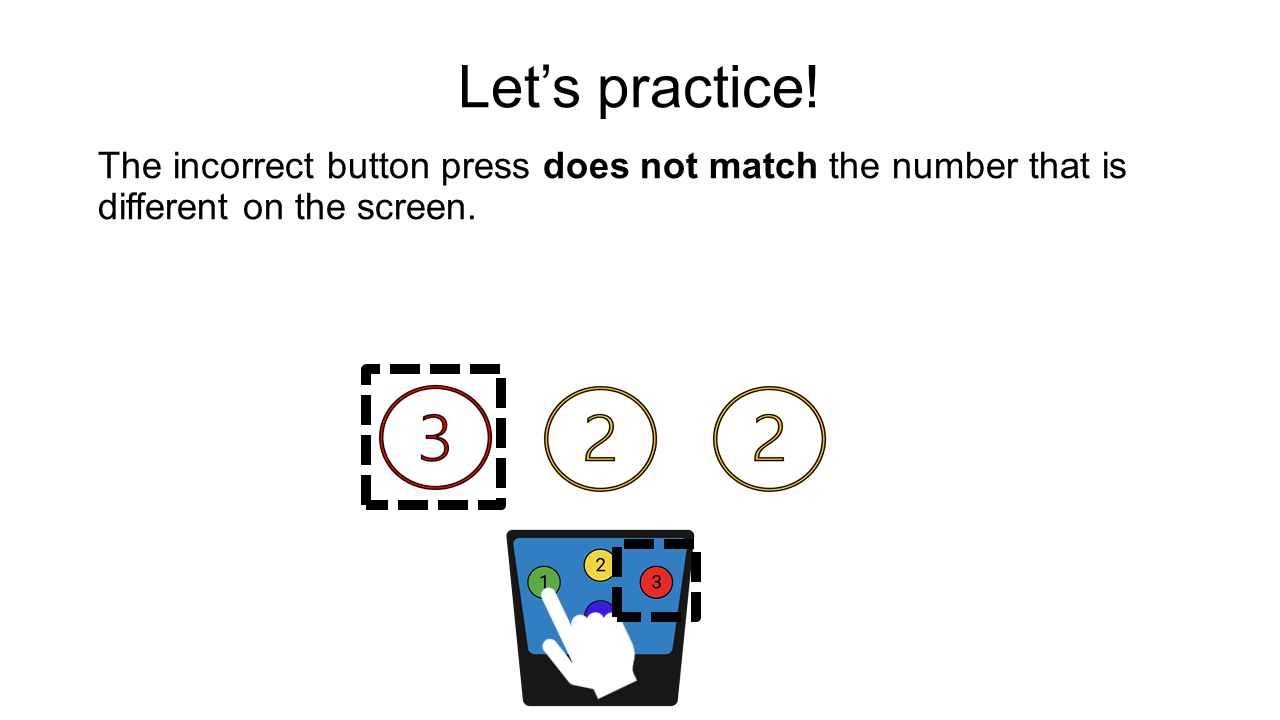 Let’s practice!
The incorrect button press does not match the number that is
different on the screen.
3 2 2
2
1 3